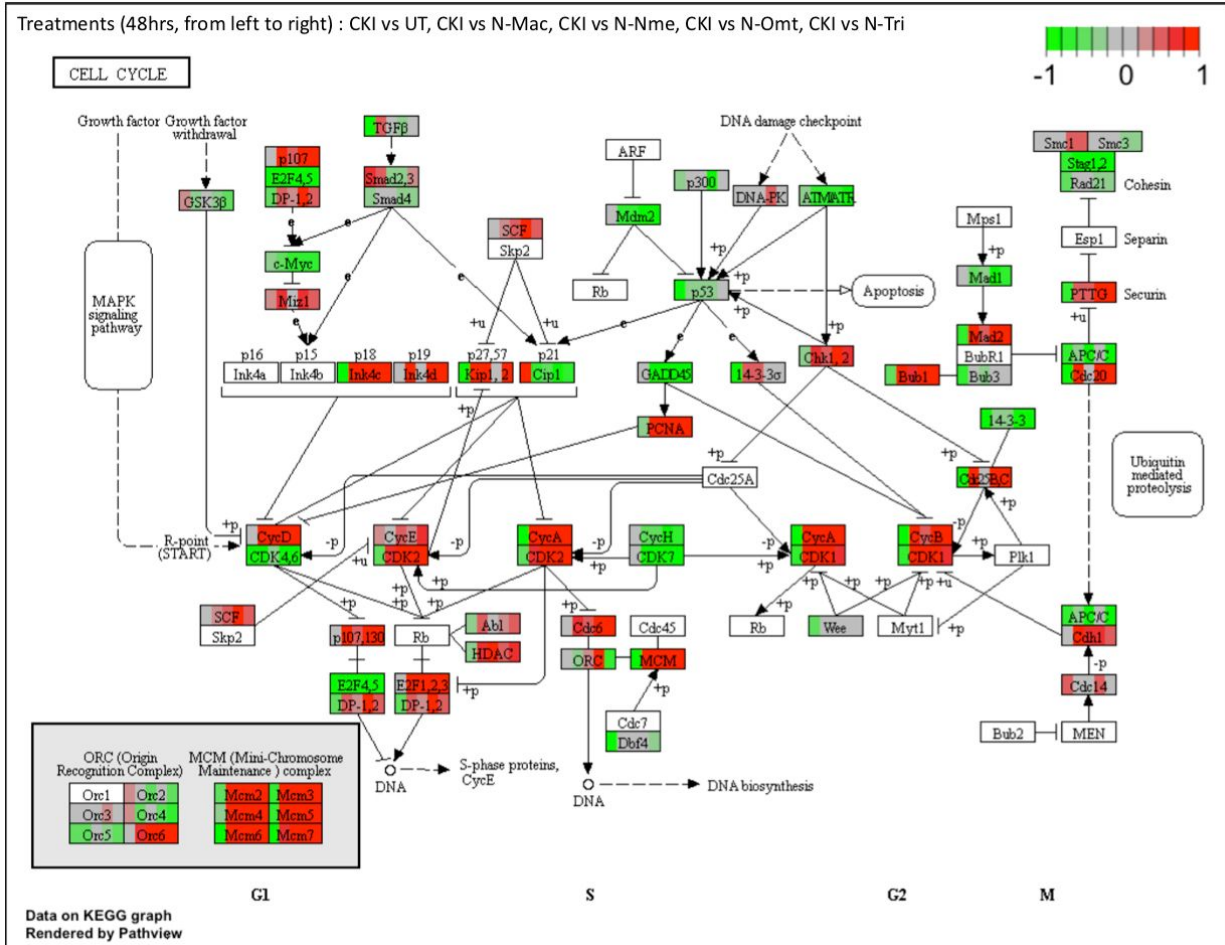 Treatments (48hrs, from left to right) : CKI vs UT, CKI vs N-Mac, CKI vs N-Nme, CKI vs N-Omt, CKI vs N-Tri
-1 0 1
CELL CYCLE
Growth factor
Growth factor
withdrawal
TGFβ
DNA damage checkpoint
ARF
Smc1 Smc3
Stag1,2
Rad21
Cohesin
p107
E2F4,5
DP-1,2
Smad2,3
Smad4
GSK3β
p300
DNA-PK
ATM/ATR
Mdm2
Mps1
+p
Esp1
Separin
SCF
Skp2
e
e
e
e
+p
+p
c-Myc
Rb
p53
Apoptosis
Mad1
MAPK
signaling
pathway
Miz1
PTTG
Securin
e
+u
+u
e
e
e
+p
+p
+p
+u
Mad2
BubR1
Bub3
Bub1
APC/C
Cdc20
p16
Ink4a
p15
Ink4b
p18
Ink4c
p19
Ink4d
p27,57
Kip1, 2
p21
Cip1
GADD45
14-3-3σ
Chk1, 2
+p
PCNA
14-3-3
Ubiquitin
mediated
proteolysis
+p
+p
Cdc25A
Cdc25B,C
+p
R-point
(START)
+p
CycD
CDK4,6
-p
CycE
CDK2
-p
CycA
CDK2
-p
+p
CycH
CDK7
-p
+p
CycA
CDK1
CycB
CDK1
-p
+p
Plk1
+u
+p
+p
+p
+p
+p
+p
+p
+u
+p
SCF
Skp2
p107,130
Rb
Abl
HDAC
Cdc6
Cdc45
ORC
MCM
Rb
Wee
Myt1
APC/C
Cdh1
-p
Cdc14
E2F4,5
DP-1,2
E2F1,2,3
DP-1,2
+p
+p
Cdc7
Dbf4
Bub2
MEN
DNA
S-phase proteins,
CycE
DNA
DNA biosynthesis
ORC (Origin
Recognition Complex)
MCM (Mini-Chromosome
Maintenance ) complex
Orc1 Orc2
Orc3 Orc4
Orc5 Orc6
Mcm2 Mcm3
Mcm4 Mcm5
Mcm6 Mcm7
G1 S G2 M
Data on KEGG graph
Rendered by Pathview